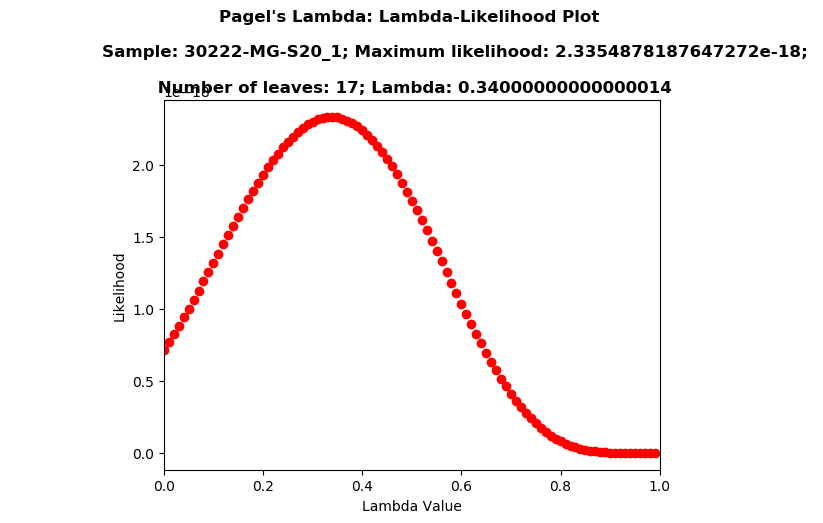 Pagel's Lambda: Lambda-Likelihood Plot
Sample: 30222-MG-S20_1; Maximum likelihood: 2.3354878187647272e-18;
Number of leaves: 17; Lambda: 0.34000000000000014
1e−18
2.0
1.5
1.0
0.5
0.0
Likelihood
0.0 0.2 0.4 0.6 0.8 1.0
Lambda Value